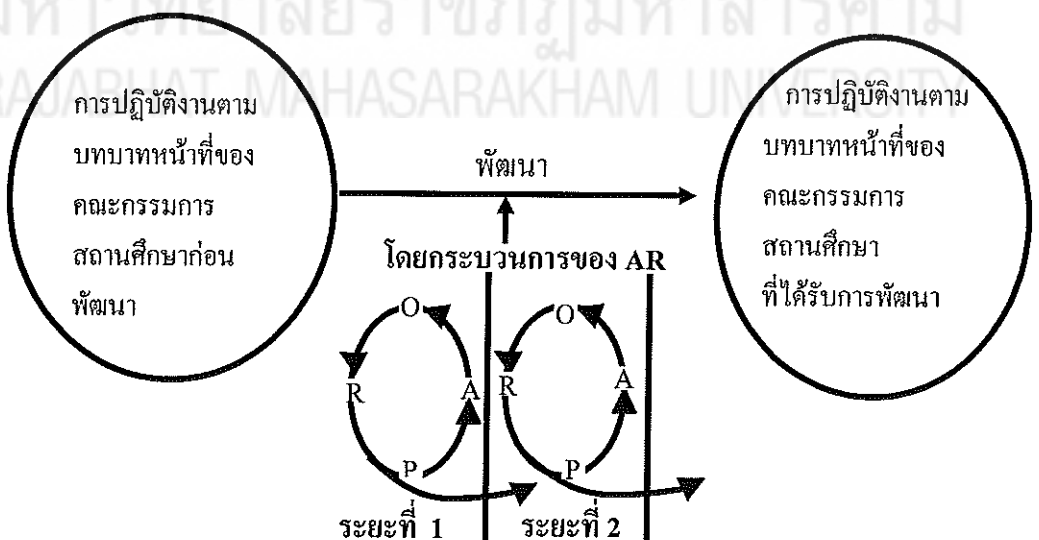 มหาวิทยาลัยราชภัฏมหาสารคาม
RAJABHAT MAHASARAKHAM UNIVERSITY
การปฏิบัติงานตาม
บทบาทหน้าที่ของ
คณะกรรมการ
สถานศึกษาก่อน
พัฒนา
พัฒนา
โดยกระบวนการของ AR
O
R
A
P
ระยะที่ 1
O
R
A
P
ระยะที่ 2
การปฏิบัติงานตาม
บทบาทหน้าที่ของ
คณะกรรมการ
สถานศึกษา
ที่ได้รับการพัฒนา